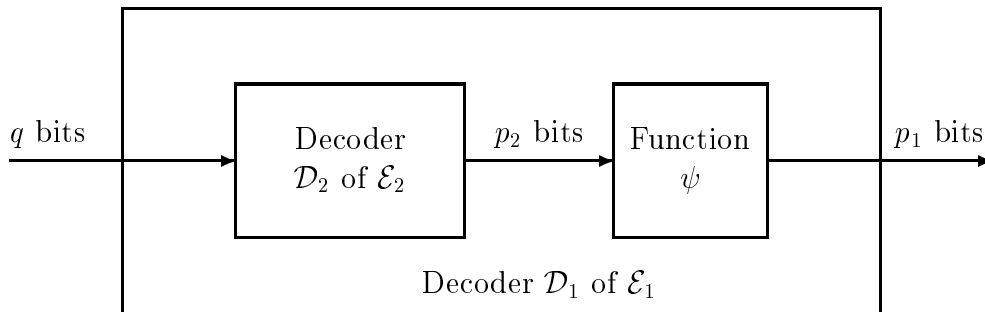 q bits
Decoder
𝒟₂ of ℰ₂
p₂ bits
Function
ψ
p₁ bits
Decoder 𝒟₁ of ℰ₁